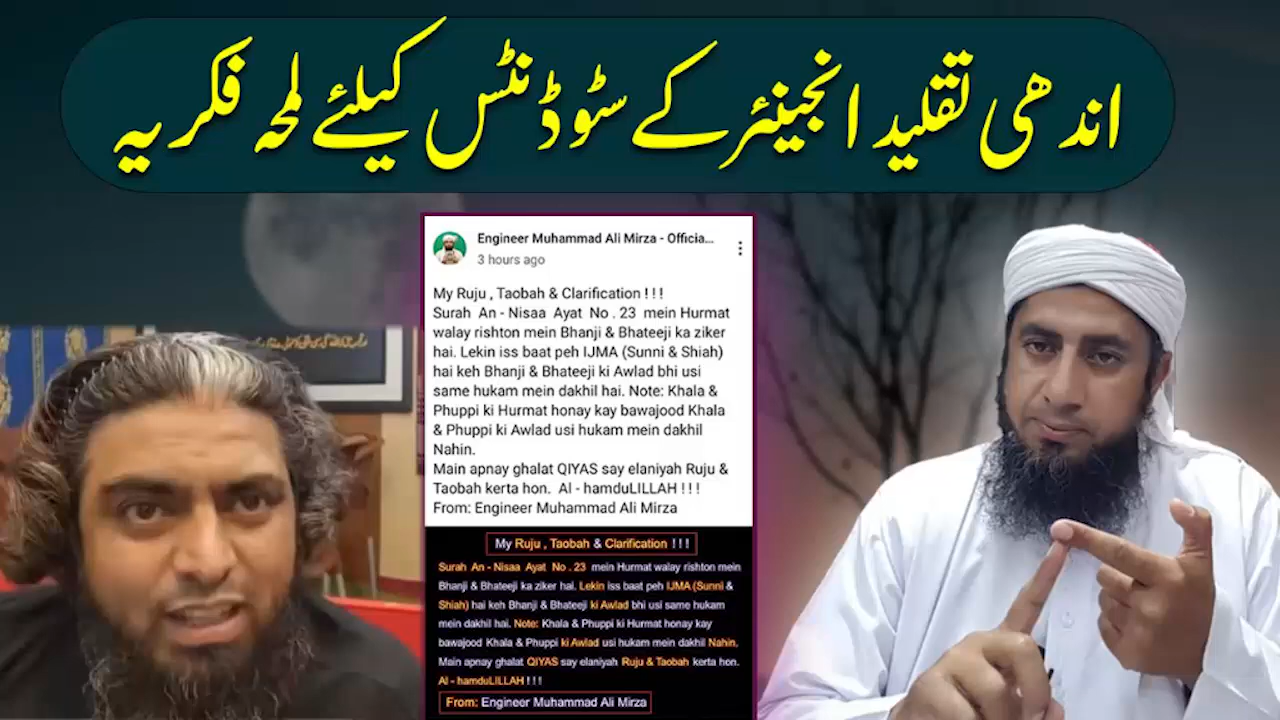 اندھی تقلید انجینئر کے سٹوڈنٹس کیلئے لمحہ فکریہ
Engineer Muhammad Ali Mirza - Officia...
3 hours ago
My Ruju , Taobah & Clarification ! ! !
Surah An - Nisaa Ayat No . 23 mein Hurmat
walay rishton mein Bhanji & Bhateeji ka ziker
hai. Lekin iss baat peh IJMA (Sunni & Shiah)
hai keh Bhanji & Bhateeji ki Awlad bhi usi
same hukam mein dakhil hai. Note: Khala &
Phuppi ki Hurmat honay kay bawajood Khala
& Phuppi ki Awlad usi hukam mein dakhil
Nahin.
Main apnay ghalat QIYAS say elaniyah Ruju &
Taobah kerta hon. Al - hamduLILLAH ! ! !
From: Engineer Muhammad Ali Mirza
My Ruju , Taobah & Clarification ! ! !
Surah An - Nisaa Ayat No . 23 mein Hurmat walay rishton mein
Bhanji & Bhateeji ka ziker hai. Lekin iss baat peh IJMA (Sunni &
Shiah) hai keh Bhanji & Bhateeji ki Awlad bhi usi same hukam
mein dakhil hai. Note: Khala & Phuppi ki Hurmat honay kay
bawajood Khala & Phuppi ki Awlad usi hukam mein dakhil Nahin.
Main apnay ghalat QIYAS say elaniyah Ruju & Taobah kerta hon.
Al - hamduLILLAH ! ! !
From: Engineer Muhammad Ali Mirza